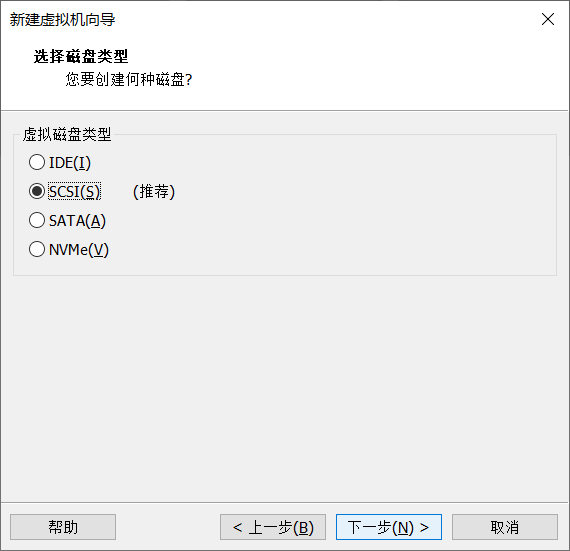 新建虚拟机向导
选择磁盘类型
您要创建何种磁盘?
虚拟磁盘类型
IDE(I)
SCSI(S) (推荐)
SATA(A)
NVMe(V)
帮助 < 上一步(B) 下一步(N) > 取消